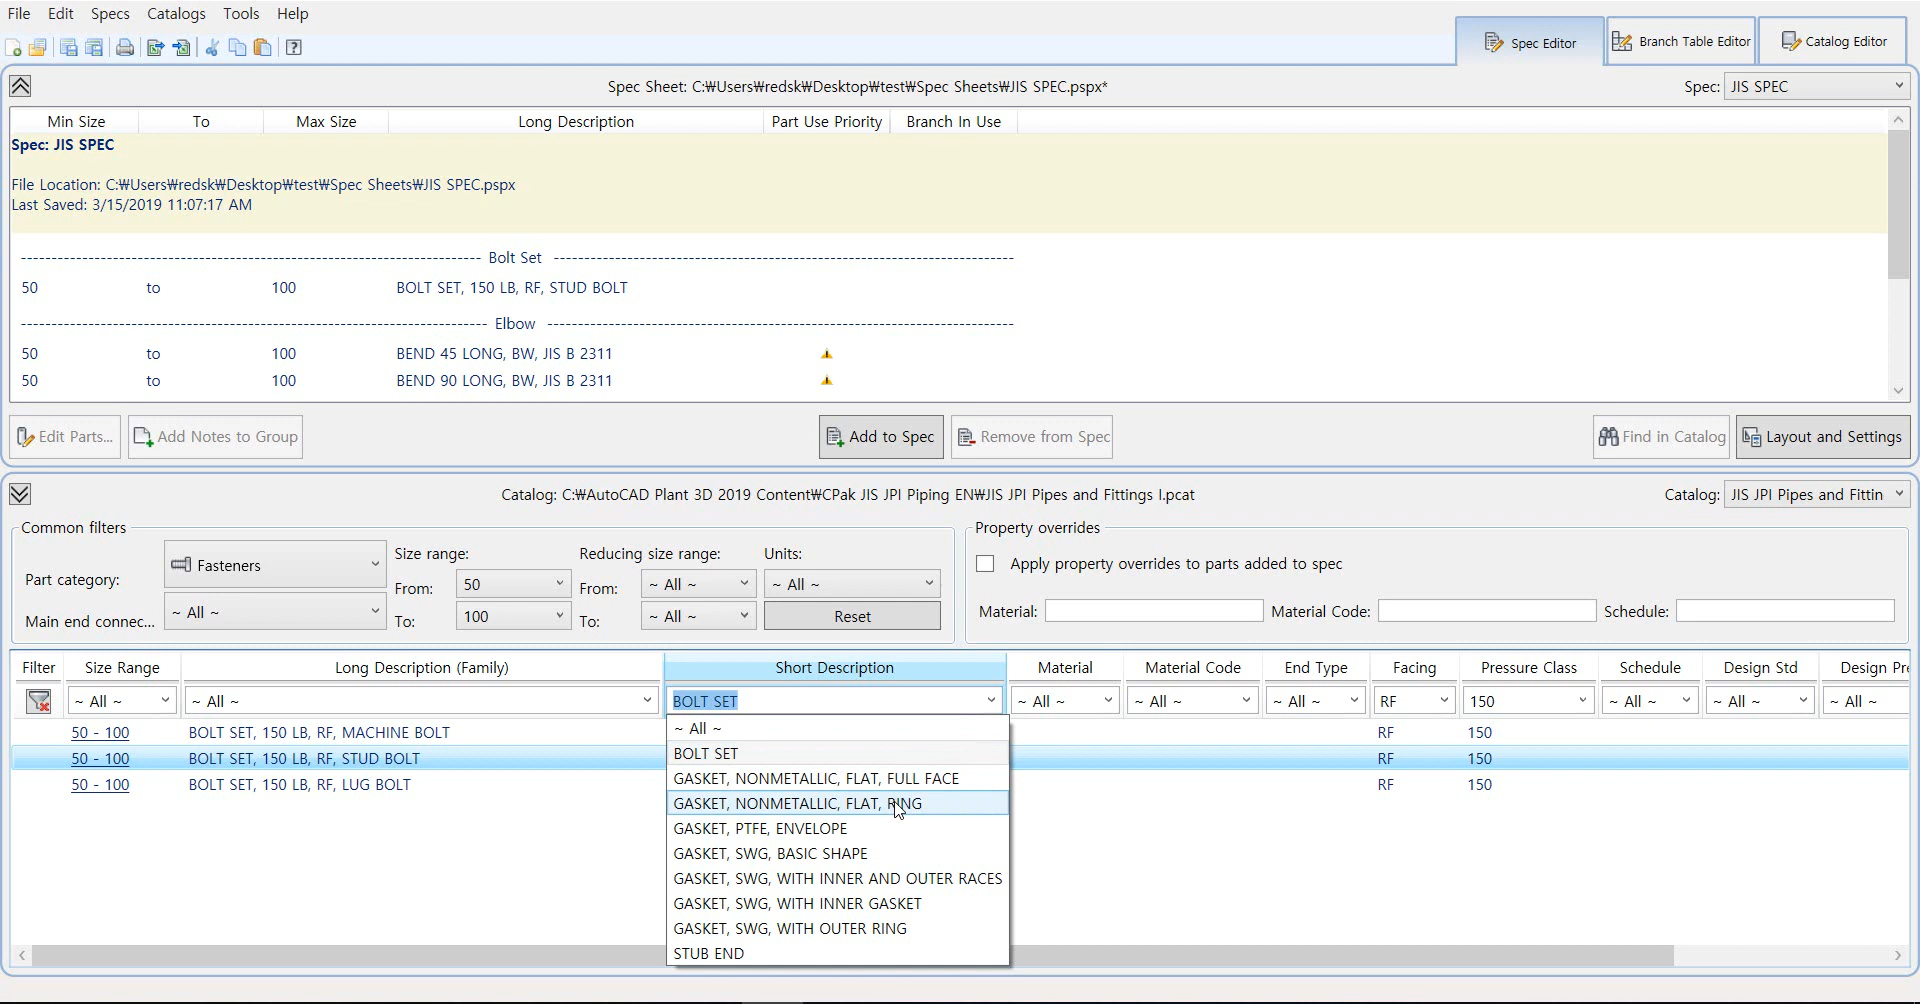 File Edit Specs Catalogs Tools Help
Spec Editor Branch Table Editor Catalog Editor
Spec Sheet: C:₩Users₩redsk₩Desktop₩test₩Spec Sheets₩JIS SPEC.pspx* Spec: JIS SPEC
Min Size To Max Size Long Description Part Use Priority Branch In Use
Spec: JIS SPEC
File Location: C:₩Users₩redsk₩Desktop₩test₩Spec Sheets₩JIS SPEC.pspx
Last Saved: 3/15/2019 11:07:17 AM
Bolt Set
50 to 100 BOLT SET, 150 LB, RF, STUD BOLT
Elbow
50 to 100 BEND 45 LONG, BW, JIS B 2311
50 to 100 BEND 90 LONG, BW, JIS B 2311
Edit Parts... Add Notes to Group Add to Spec Remove from Spec Find in Catalog Layout and Settings
Catalog: C:₩AutoCAD Plant 3D 2019 Content₩CPak JIS JPI Piping EN₩JIS JPI Pipes and Fittings I.pcat Catalog: JIS JPI Pipes and Fittin
Common filters Property overrides
Size range: Reducing size range: Units:
Part category: Fasteners Apply property overrides to parts added to spec
From: 50 From: ~ All ~ ~ All ~
Main end connec... ~ All ~ To: 100 To: ~ All ~ Reset Material: Material Code: Schedule:
Filter Size Range Long Description (Family) Short Description Material Material Code End Type Facing Pressure Class Schedule Design Std Design Pre
~ All ~ ~ All ~ BOLT SET ~ All ~ ~ All ~ ~ All ~ RF 150 ~ All ~ ~ All ~ ~ All ~
50 - 100 BOLT SET, 150 LB, RF, MACHINE BOLT RF 150
50 - 100 BOLT SET, 150 LB, RF, STUD BOLT RF 150
50 - 100 BOLT SET, 150 LB, RF, LUG BOLT RF 150
~ All ~
BOLT SET
GASKET, NONMETALLIC, FLAT, FULL FACE
GASKET, NONMETALLIC, FLAT, RING
GASKET, PTFE, ENVELOPE
GASKET, SWG, BASIC SHAPE
GASKET, SWG, WITH INNER AND OUTER RACES
GASKET, SWG, WITH INNER GASKET
GASKET, SWG, WITH OUTER RING
STUB END